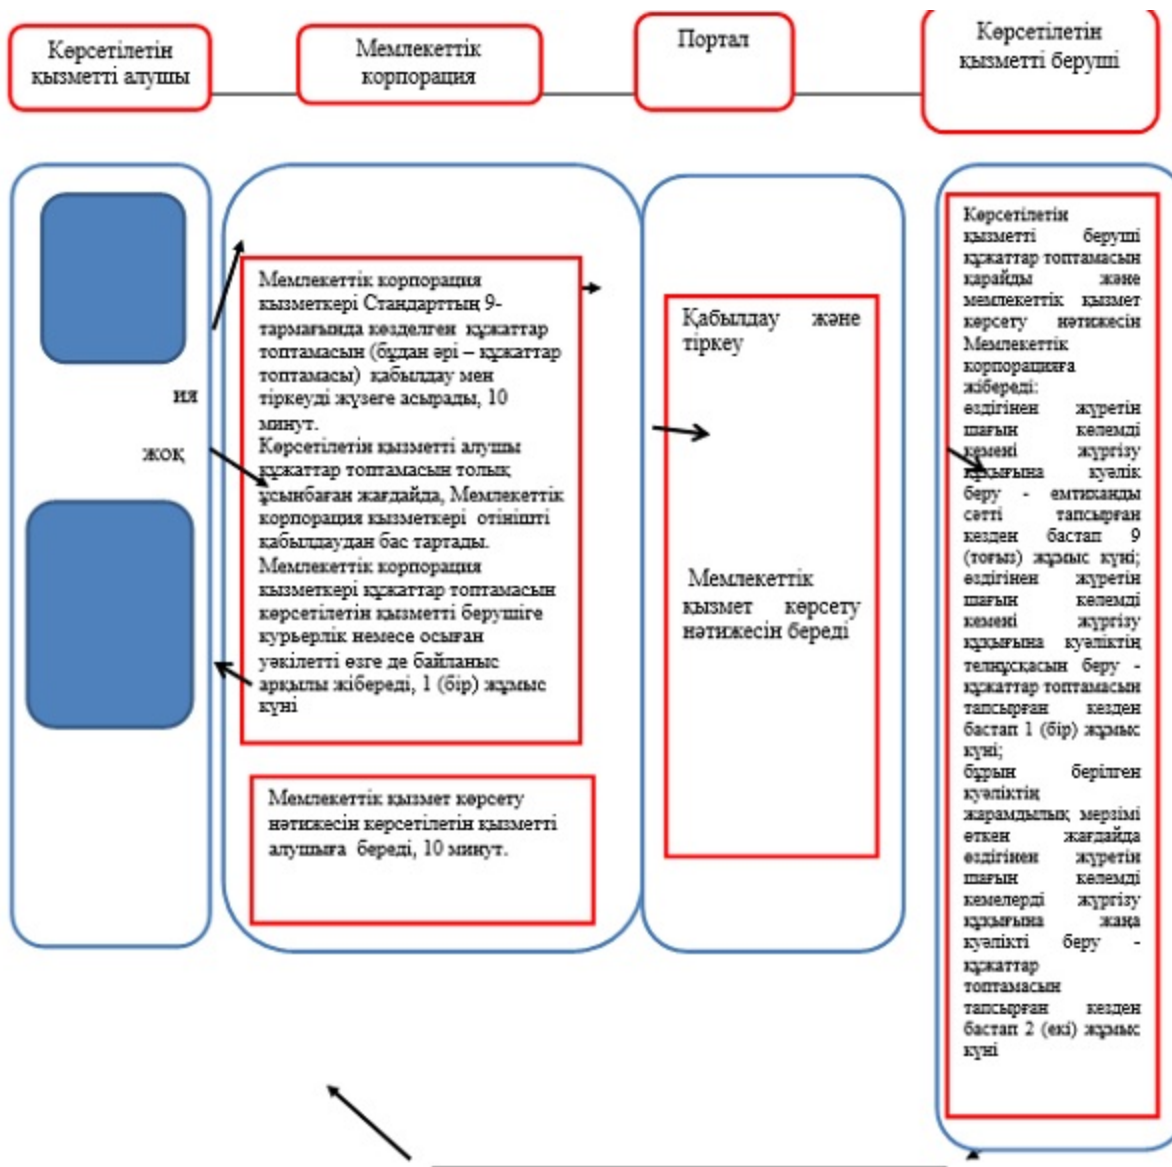 Көрсетілетін
қызметті алушы
Мемлекеттік
корпорация
Портал
Көрсетілетін
қызметті беруші
ия
жоқ
Мемлекеттік корпорация
қызметкері Стандарттың 9-
тармағында көзделген құжаттар
топтамасын (бұдан әрі – құжаттар
топтамасы) қабылдау мен
тіркеуді жүзеге асырады, 10
минут.
Көрсетілетін қызметті алушы
құжаттар топтамасын толық
ұсынбаған жағдайда, Мемлекеттік
корпорация қызметкері өтінішті
қабылдаудан бас тартады.
Мемлекеттік корпорация
қызметкері құжаттар топтамасын
көрсетілетін қызметті берушіге
курьерлік немесе осыған
уәкілетті өзге де байланыс
арқылы жібереді, 1 (бір) жұмыс
күні
Мемлекеттік қызмет көрсету
нәтижесін көрсетілетін қызметті
алушыға береді, 10 минут.
Қабылдау және
тіркеу
Мемлекеттік
қызмет көрсету
нәтижесін береді
Көрсетілетін
қызметті беруші
құжаттар топтамасын
қарайды және
мемлекеттік қызмет
көрсету нәтижесін
Мемлекеттік
корпорацияға
жібереді:
өздігінен жүретін
шағын көлемді
кемені жүргізу
құқығына куәлік
беру - емтиханды
сәтті тапсырған
кезден бастап 9
(тоғыз) жұмыс күні;
өздігінен жүретін
шағын көлемді
кемені жүргізу
құқығына куәліктің
телнұсқасын беру -
құжаттар топтамасын
тапсырған кезден
бастап 1 (бір) жұмыс
күні;
бұрын берілген
куәліктің
жарамдылық мерзімі
өткен жағдайда
өздігінен жүретін
шағын көлемді
кемелерді жүргізу
құқығына жаңа
куәлікті беру -
құжаттар
топтамасын
тапсырған кезден
бастап 2 (екі) жұмыс
күні